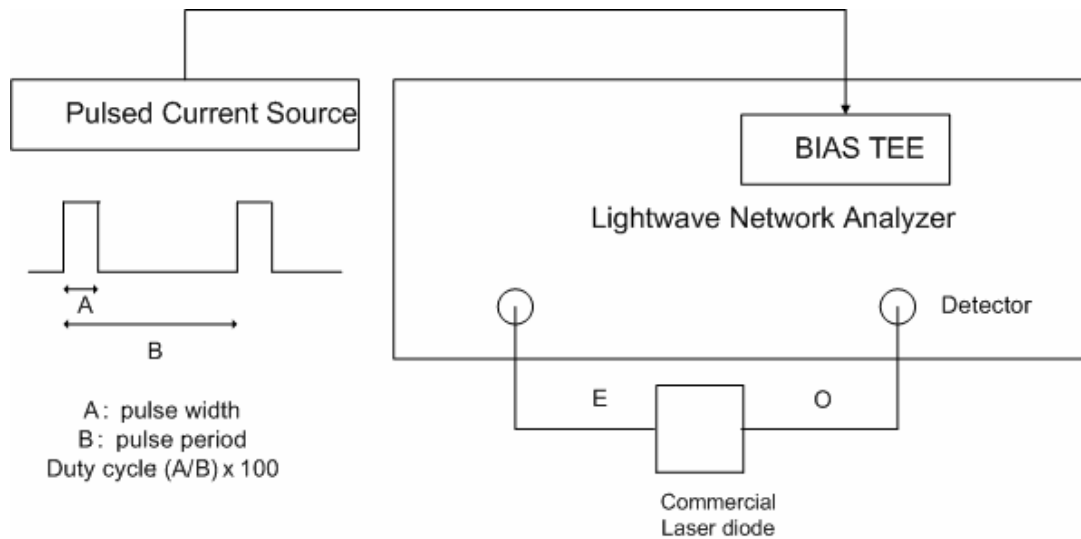 Pulsed Current Source
BIAS TEE
Lightwave Network Analyzer
A
B
Detector
E
O
A: pulse width
B: pulse period
Duty cycle (A/B) x 100
Commercial
Laser diode